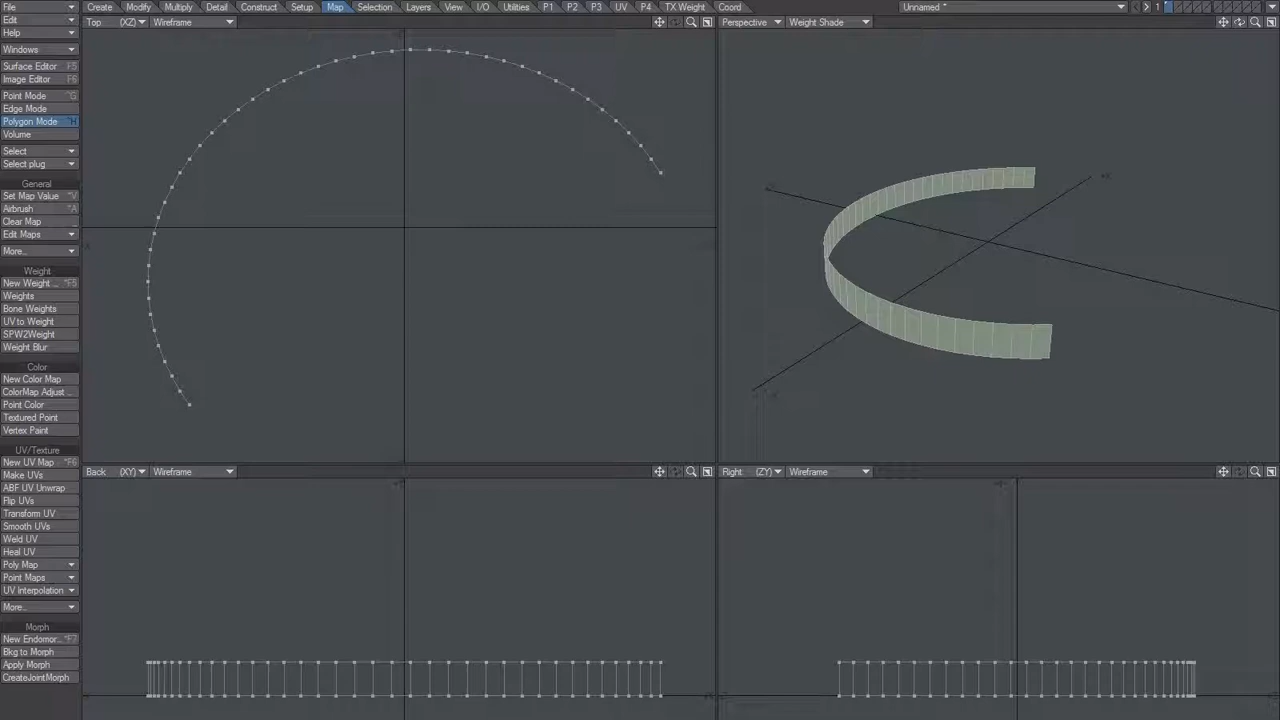 File Create Modify Multiply Detail Construct Setup Map Selection Layers View I/O Utilities P1 P2 P3 UV P4 TX Weight Coord Unnamed * 1
Edit
Top (XZ) Wireframe
Perspective Weight Shade
Help
Windows
Surface Editor F5
Image Editor F6
Point Mode ^G
Edge Mode
Polygon Mode ^H
Volume
Select
Select plug
General
Set Map Value ^V
Airbrush ^A
Clear Map _
Edit Maps
More...
Weight
New Weight ... ^F5
Weights
Bone Weights
UV to Weight
SPW2Weight
Weight Blur
Color
New Color Map
ColorMap Adjust ...
Point Color
Textured Point
Vertex Paint
UV/Texture
New UV Map ^F6
Make UVs
ABF UV Unwrap
Flip UVs
Transform UV
Smooth UVs
Weld UV
Heal UV
Poly Map
Point Maps
UV Interpolation
More...
Morph
New Endomor... ^F7
Bkg to Morph
Apply Morph
CreateJointMorph
Back (XY) Wireframe
Right (ZY) Wireframe